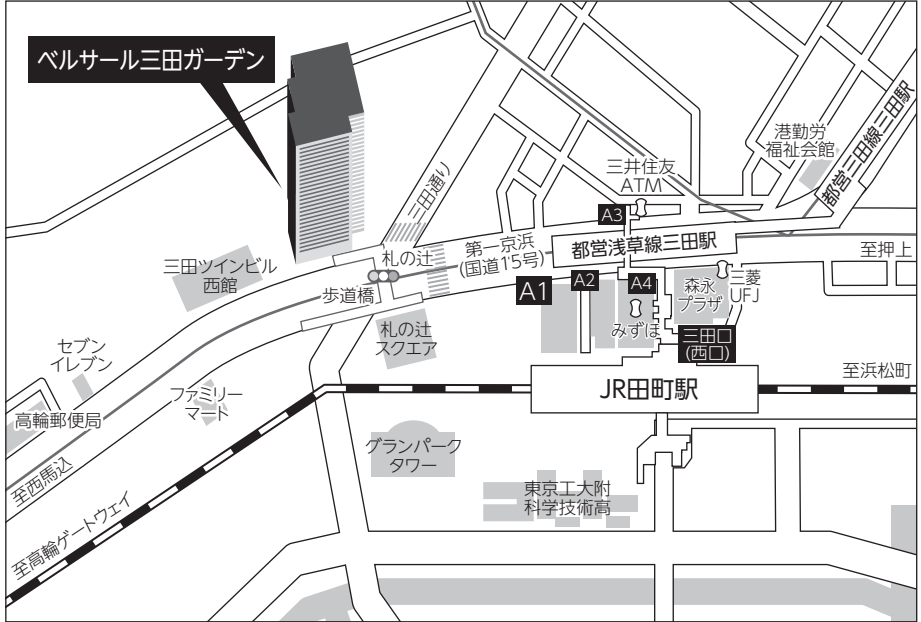 ベルサール三田ガーデン
港勤労
福祉会館
都営三田線三田駅
三井住友
ATM
三田通り
A3
第一京浜
(国道15号)
都営浅草線三田駅
至押上
三田ツインビル
西館
札の辻
歩道橋
A1
A2
A4
森永
プラザ
三菱
UFJ
みずほ
札の辻
スクエア
三田口
(西口)
セブン
イレブン
JR田町駅
至浜松町
ファミリー
マート
高輪郵便局
グランパーク
タワー
至西馬込
東京工大附
科学技術高
至高輪ゲートウェイ